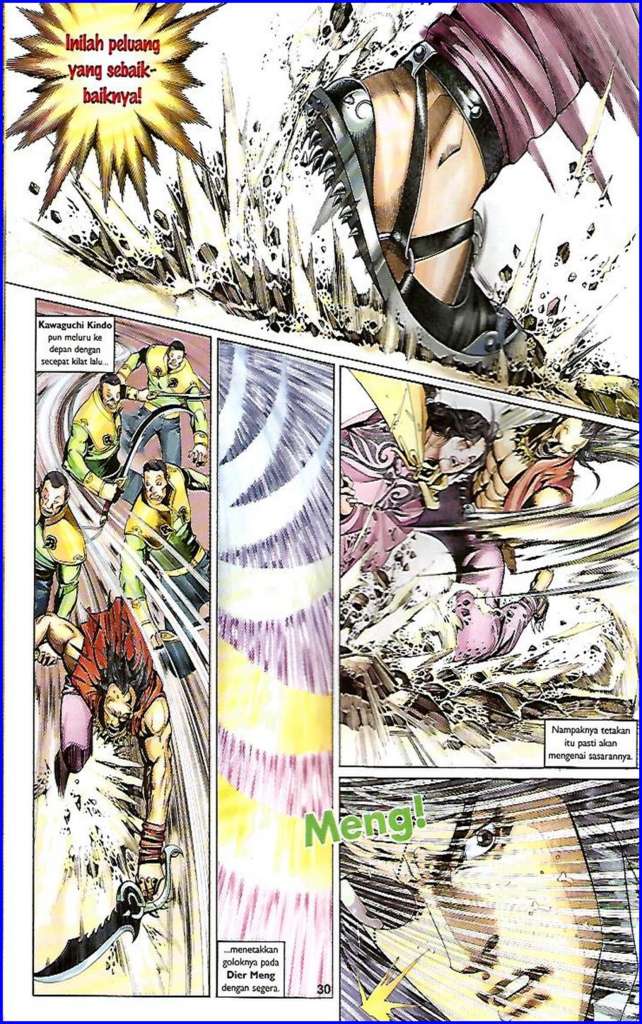 Inilah peluang
yang sebaik-
baiknya!
Kawaguchi Kindo
pun meluru ke
depan dengan
secepat kilat lalu...
...menetakkan
goloknya pada
Dier Meng
dengan segera.
Nampaknya tetakan
itu pasti akan
mengenai sasarannya.
Meng!
30